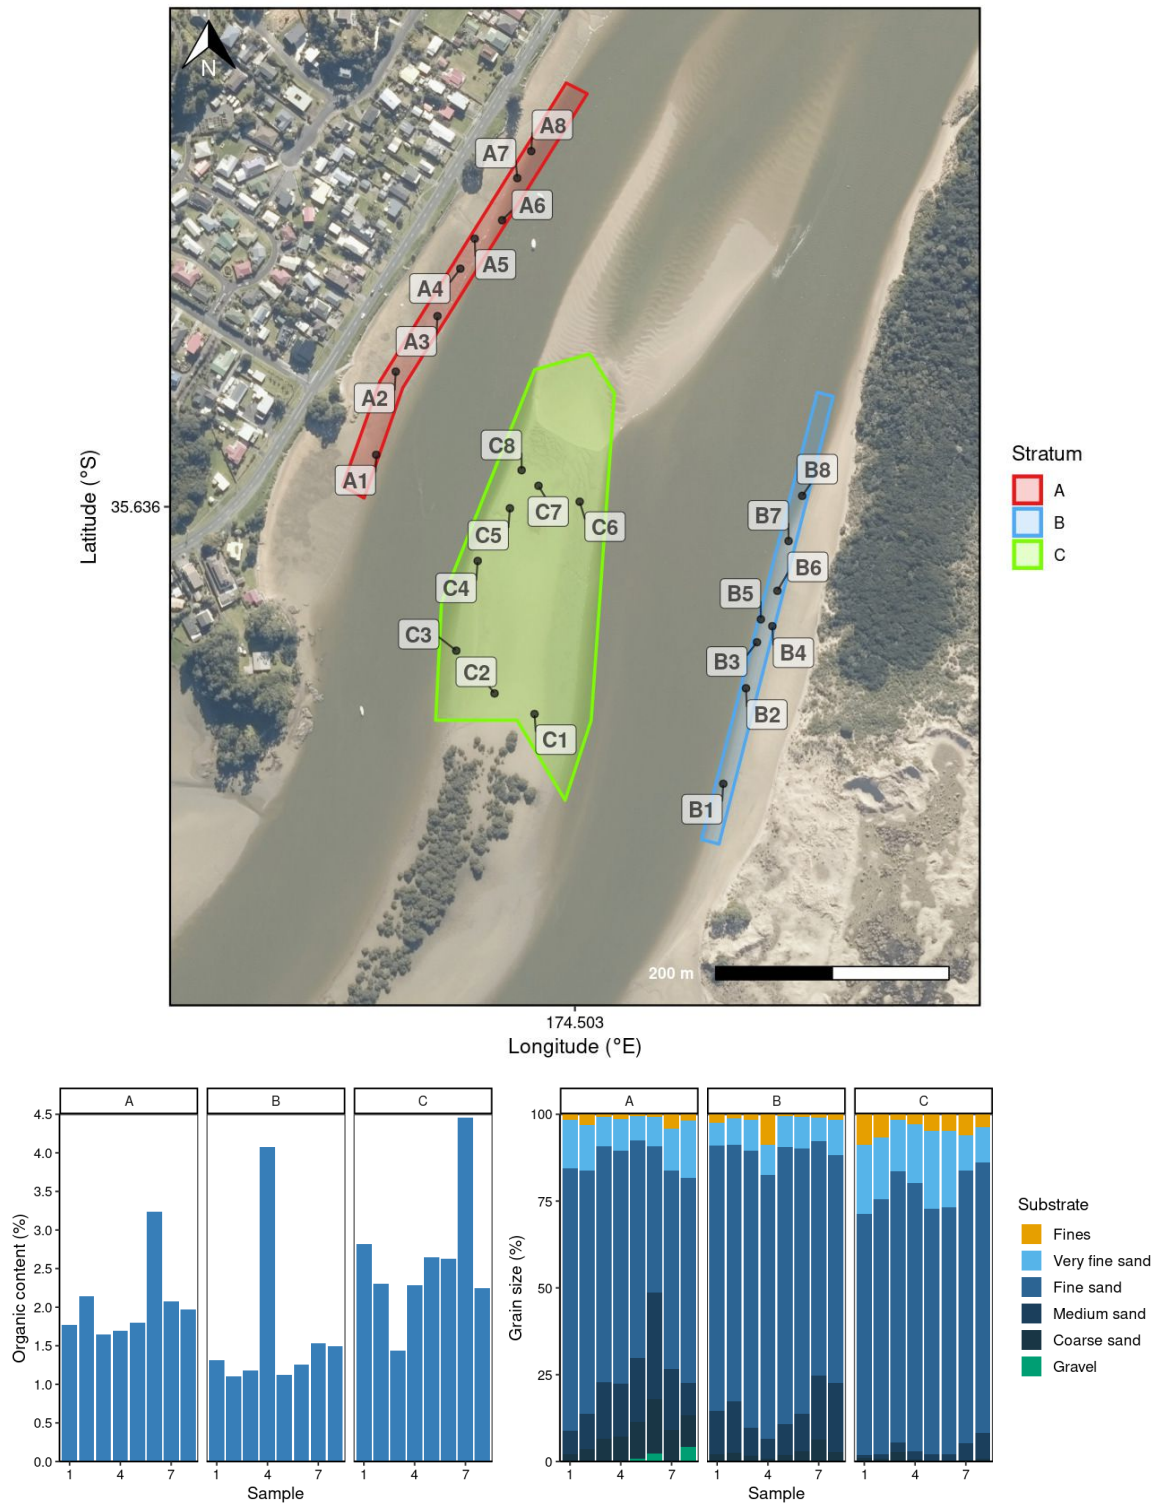 N
A8
A7
A6
A5
A4
A3
A2
A1
C8
C7
C6
C5
C4
C3
C2
C1
B8
B7
B6
B5
B4
B3
B2
B1
200 m
Latitude (°S)
35.636
174.503
Longitude (°E)
Stratum
A
B
C
A B C
Organic content (%)
4.5
4.0
3.5
3.0
2.5
2.0
1.5
1.0
0.5
0.0
1 4 7 1 4 7 1 4 7
Sample
A B C
Grain size (%)
100
75
50
25
0
1 4 7 1 4 7 1 4 7
Sample
Substrate
Fines
Very fine sand
Fine sand
Medium sand
Coarse sand
Gravel